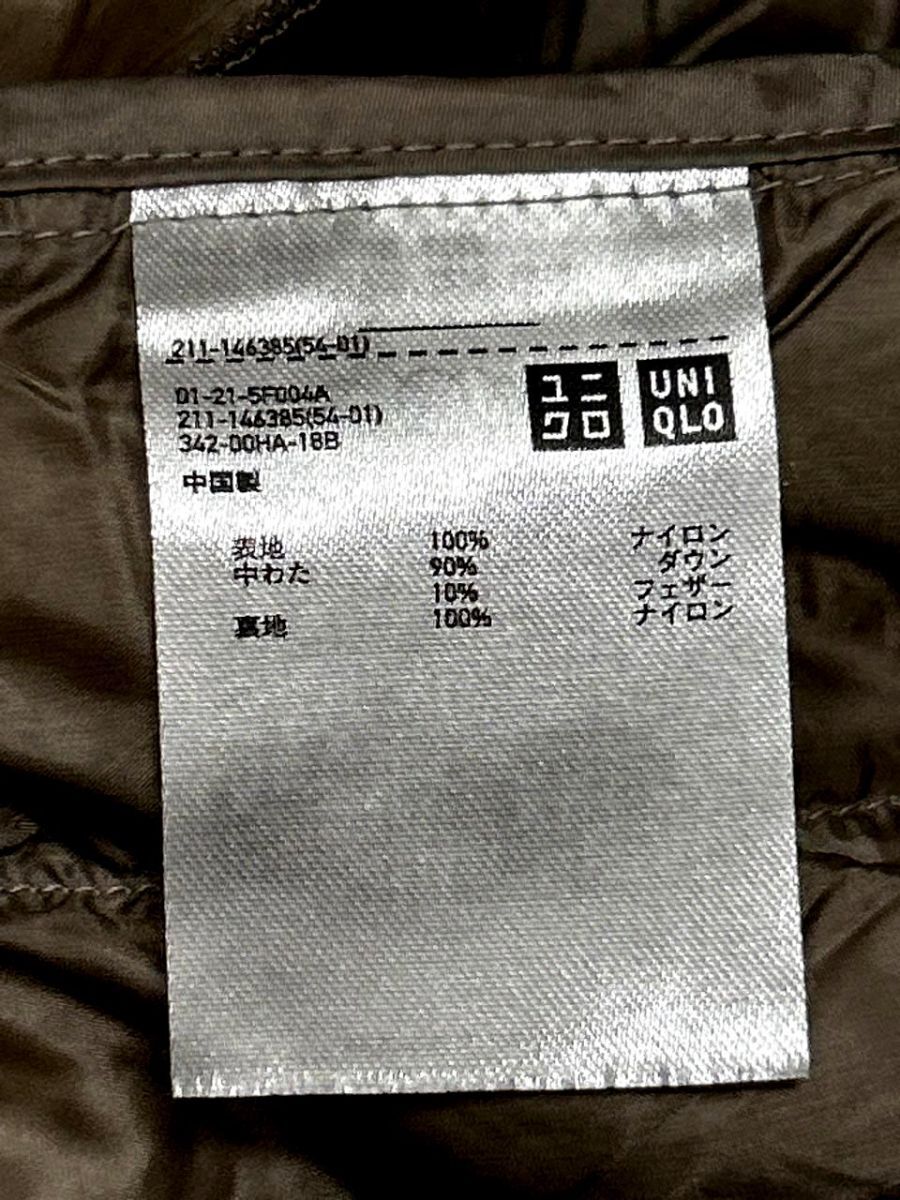 211-146385(54-01)
01-21-5F004A
211-146385(54-01)
342-00HA-18B
ユニ
クロ
UNI
QLO
中国製
表地 100% ナイロン
中わた 90% ダウン
10% フェザー
裏地 100% ナイロン